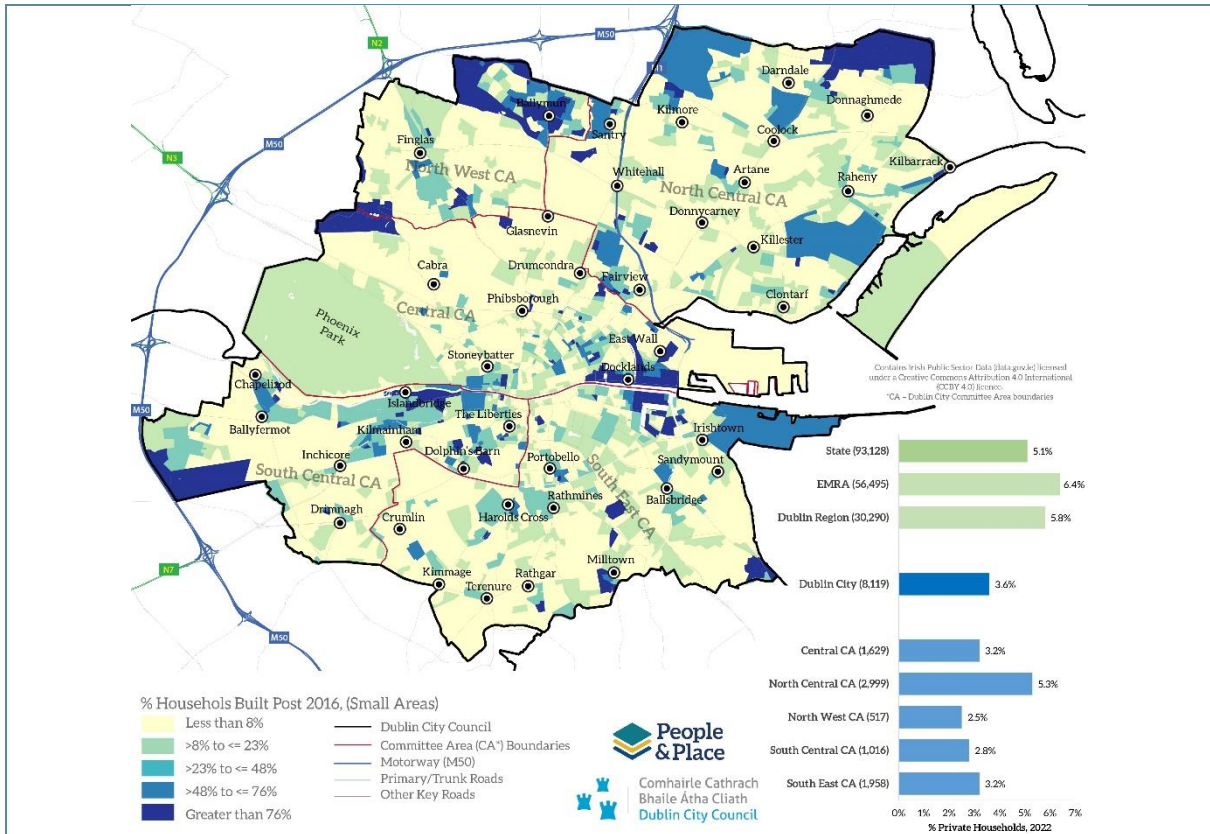 N2
M50
N1
Darndale
Ballymun
Santry
Kilmore
Donnaghmede
Coolock
Finglas
N3
M50
North West CA
Kilbarrack
Whitehall
Artane
North Central CA
Raheny
Donnycarney
Glasnevin
Killester
Cabra
Drumcondra
Fairview
Phibsborough
Clontarf
Central CA
Phoenix
Park
East Wall
Stoneybatter
Docklands
Contains Irish Public Sector Data (data.gov.ie) licensed
under a Creative Commons Attribution 4.0 International
(CCBY 4.0) licence.
*CA – Dublin City Committee Area boundaries
Chapelizod
Islandbridge
M50
The Liberties
Ballyfermot
Kilmainham
Irishtown
Inchicore
Dolphin's Barn
Portobello
Sandymount
South Central CA
South East CA
Rathmines
Ballsbridge
Drimnagh
Crumlin
Harolds Cross
N7
Milltown
Kimmage
Rathgar
Terenure
M50
State (93,128)
5.1%
EMRA (56,495)
6.4%
Dublin Region (30,290)
5.8%
Dublin City (8,119)
3.6%
Central CA (1,629)
3.2%
North Central CA (2,999)
5.3%
North West CA (517)
2.5%
South Central CA (1,016)
2.8%
South East CA (1,958)
3.2%
0% 1% 2% 3% 4% 5% 6% 7%
% Private Households, 2022
% Househols Built Post 2016, (Small Areas)
Less than 8%
>8% to <= 23%
>23% to <= 48%
>48% to <= 76%
Greater than 76%
Dublin City Council
Committee Area (CA*) Boundaries
Motorway (M50)
Primary/Trunk Roads
Other Key Roads
People
& Place
Comhairle Cathrach
Bhaile Átha Cliath
Dublin City Council